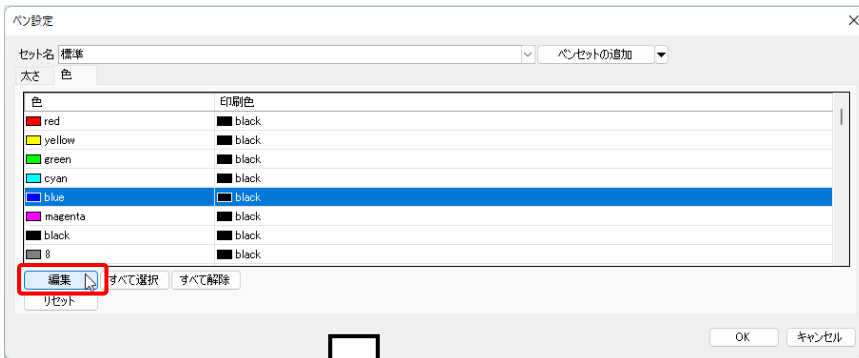 ペン設定
セット名 標準 ペンセットの追加
太さ 色
色 印刷色
red black
yellow black
green black
cyan black
blue black
magenta black
black black
8 black
編集 すべて選択 すべて解除
リセット
OK キャンセル